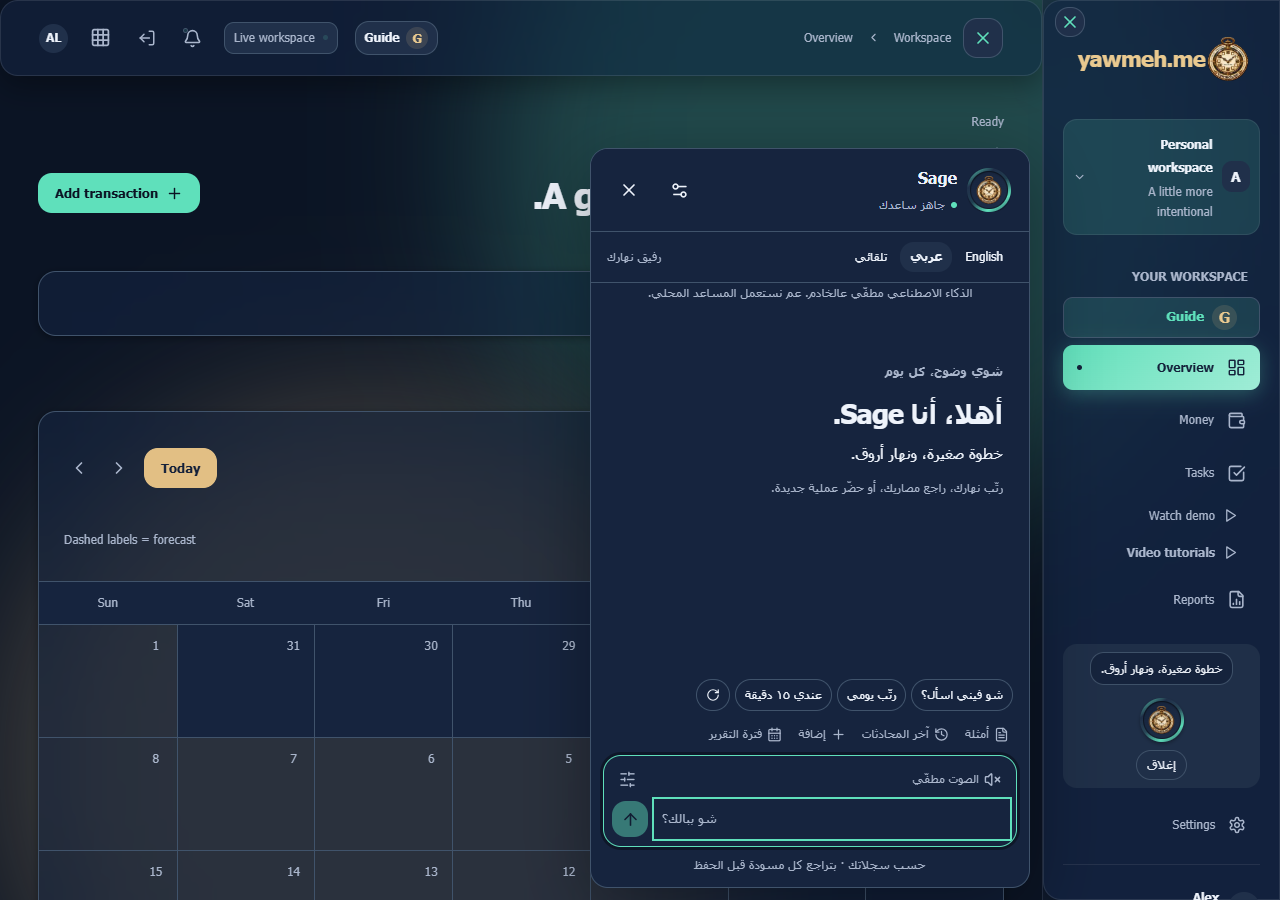 AL
Live workspace
Guide G
Overview
Workspace
yawmeh.me
Ready
Add transaction
A g.
Personal workspace
A little more intentional
A
YOUR WORKSPACE
Guide G
Overview
Money
Tasks
Watch demo
Video tutorials
Reports
خطوة صغيرة، ونهار أروق.
إغلاق
Settings
Alex
Sage
جاهز ساعدك
English
عربي
تلقائي
رفيق نهارك
الذكاء الاصطناعي مطفّي عالخادم. عم نستعمل المساعد المحلي.
شوي وضوح، كل يوم
أهلا، أنا Sage.
خطوة صغيرة، ونهار أروق.
رتّب نهارك، راجع مصاريك، أو حضّر عملية جديدة.
شو فيني اسأل؟
رتّب يومي
عندي ١٥ دقيقة
أمثلة
آخر المحادثات
إضافة
فترة التقرير
الصوت مطفّي
شو ببالك؟
حسب سجلاتك · بتراجع كل مسودة قبل الحفظ
Today
Dashed labels = forecast
Sun
Sat
Fri
Thu
1
31
30
29
8
7
6
5
15
14
13
12